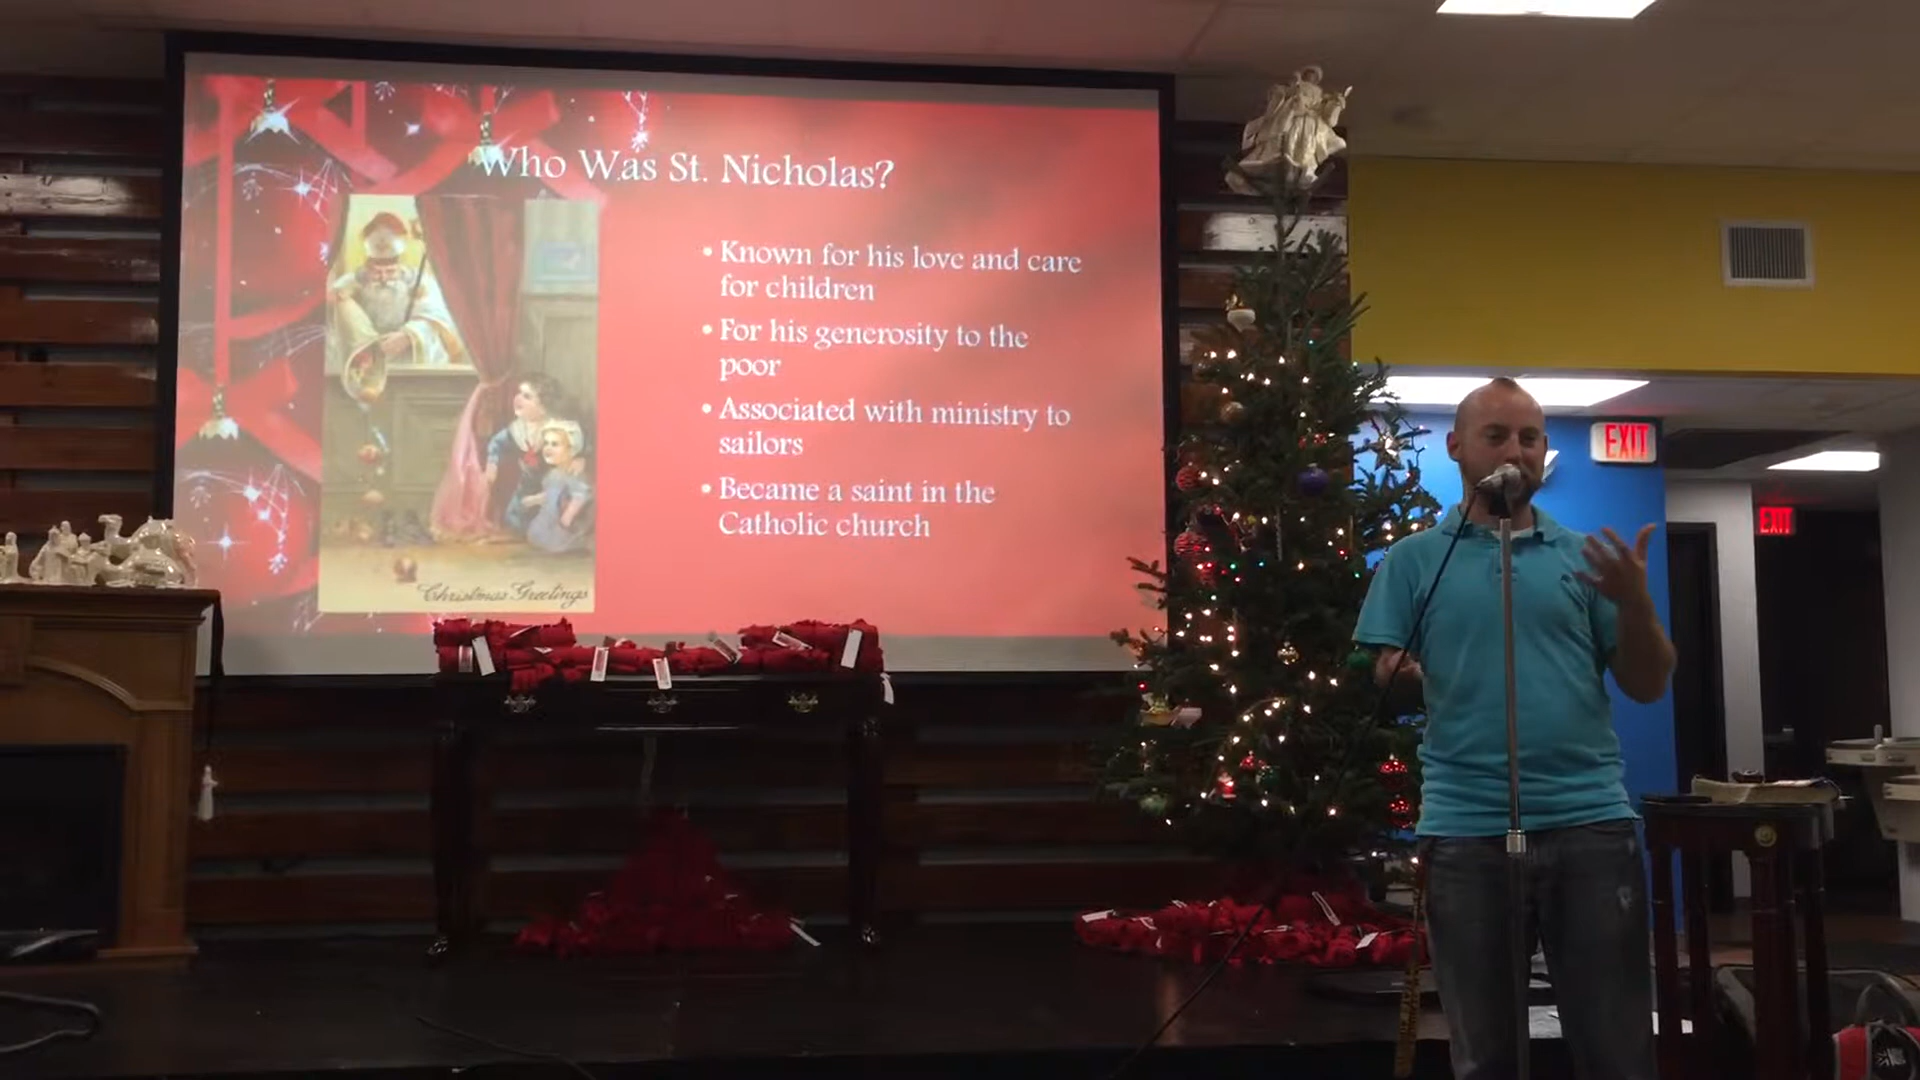 Who Was St. Nicholas?
• Known for his love and care
for children
• For his generosity to the
poor
• Associated with ministry to
sailors
• Became a saint in the
Catholic church
Christmas Greetings
EXIT
EXIT